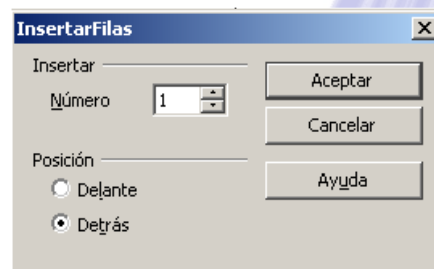 InsertarFilas
Insertar
Número 1
Aceptar
Cancelar
Posición
Delante
Ayuda
Detrás